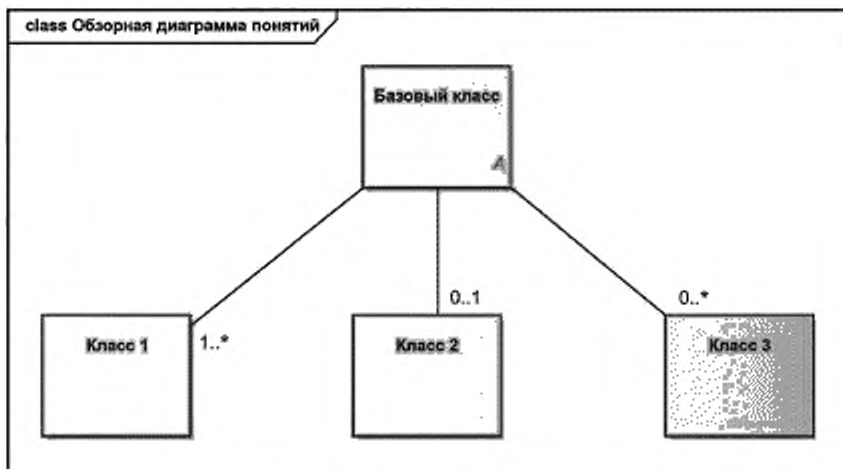 class Обзорная диаграмма понятий
Базовый класс
A
1..*
0..1
0..*
Класс 1
Класс 2
Класс 3